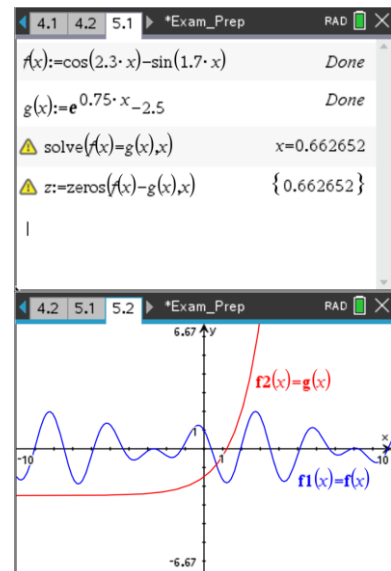 4.1 4.2 5.1 *Exam_Prep RAD
f(x):=cos(2.3·x)−sin(1.7·x) Done
g(x):=e^0.75·x−2.5 Done
solve(f(x)=g(x),x) x=0.662652
z:=zeros(f(x)−g(x),x) {0.662652}
4.2 5.1 5.2 *Exam_Prep RAD
6.67 y
f2(x)=g(x)
1 x
-10 1 10
f1(x)=f(x)
-6.67